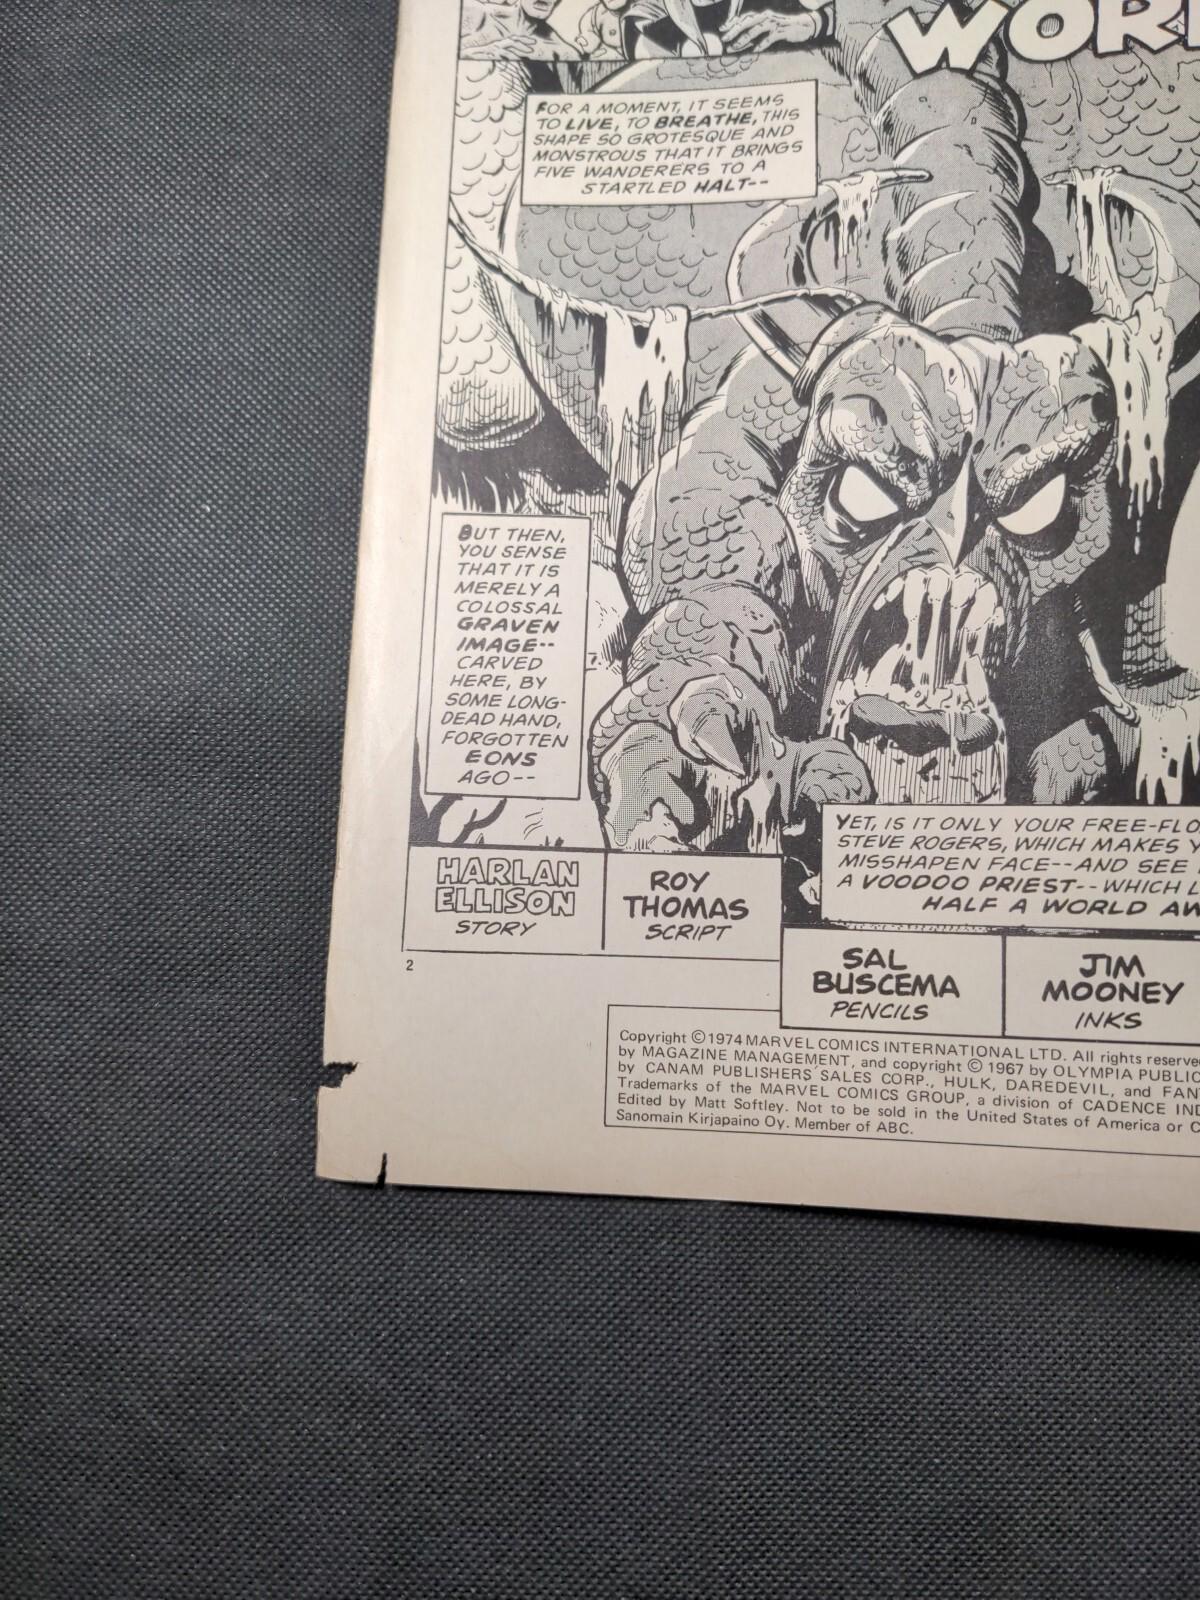 WOR
FOR A MOMENT, IT SEEMS
TO LIVE, TO BREATHE, THIS
SHAPE SO GROTESQUE AND
MONSTROUS THAT IT BRINGS
FIVE WANDERERS TO A
STARTLED HALT--
BUT THEN,
YOU SENSE
THAT IT IS
MERELY A
COLOSSAL
GRAVEN
IMAGE--
CARVED
HERE, BY
SOME LONG-
DEAD HAND,
FORGOTTEN
EONS
AGO--
YET, IS IT ONLY YOUR FREE-FLO
STEVE ROGERS, WHICH MAKES Y
MISSHAPEN FACE--AND SEE
A VOODOO PRIEST--WHICH L
HALF A WORLD AW
HARLAN
ELLISON
STORY
ROY
THOMAS
SCRIPT
SAL
BUSCEMA
PENCILS
JIM
MOONEY
INKS
2
Copyright © 1974 MARVEL COMICS INTERNATIONAL LTD. All rights reserve
by MAGAZINE MANAGEMENT, and copyright © 1967 by OLYMPIA PUBLIC
by CANAM PUBLISHERS SALES CORP., HULK, DAREDEVIL, and FAN
Trademarks of the MARVEL COMICS GROUP, a division of CADENCE IND
Edited by Matt Softley. Not to be sold in the United States of America or C
Sanomain Kirjapaino Oy. Member of ABC.